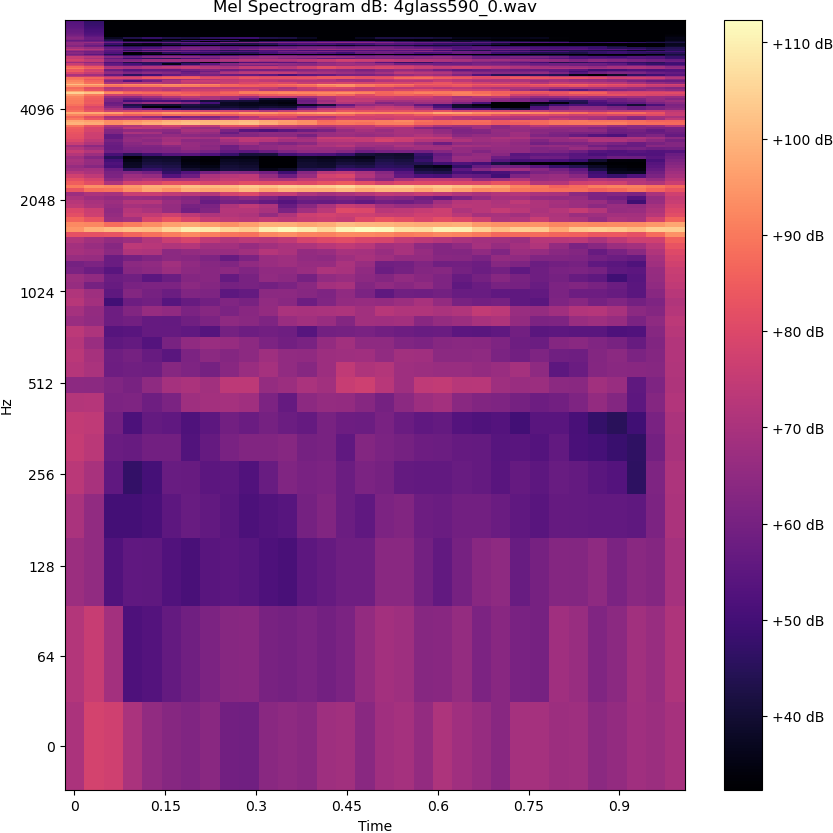 Mel Spectrogram dB: 4glass590_0.wav
Hz
4096
2048
1024
512
256
128
64
0
0 0.15 0.3 0.45 0.6 0.75 0.9
Time
+110 dB
+100 dB
+90 dB
+80 dB
+70 dB
+60 dB
+50 dB
+40 dB